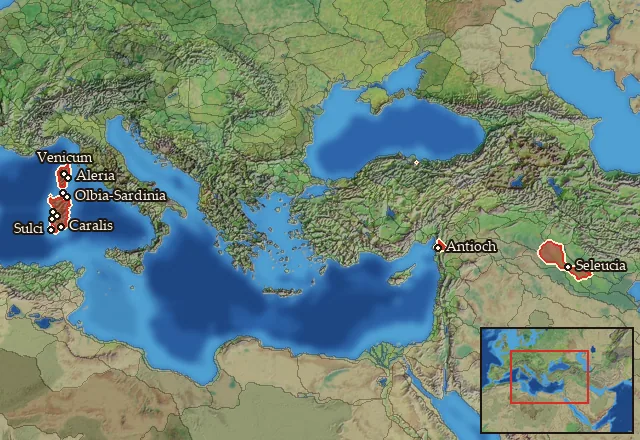 Venicum
Aleria
Olbia-Sardinia
Sulci
Caralis
Antioch
Seleucia